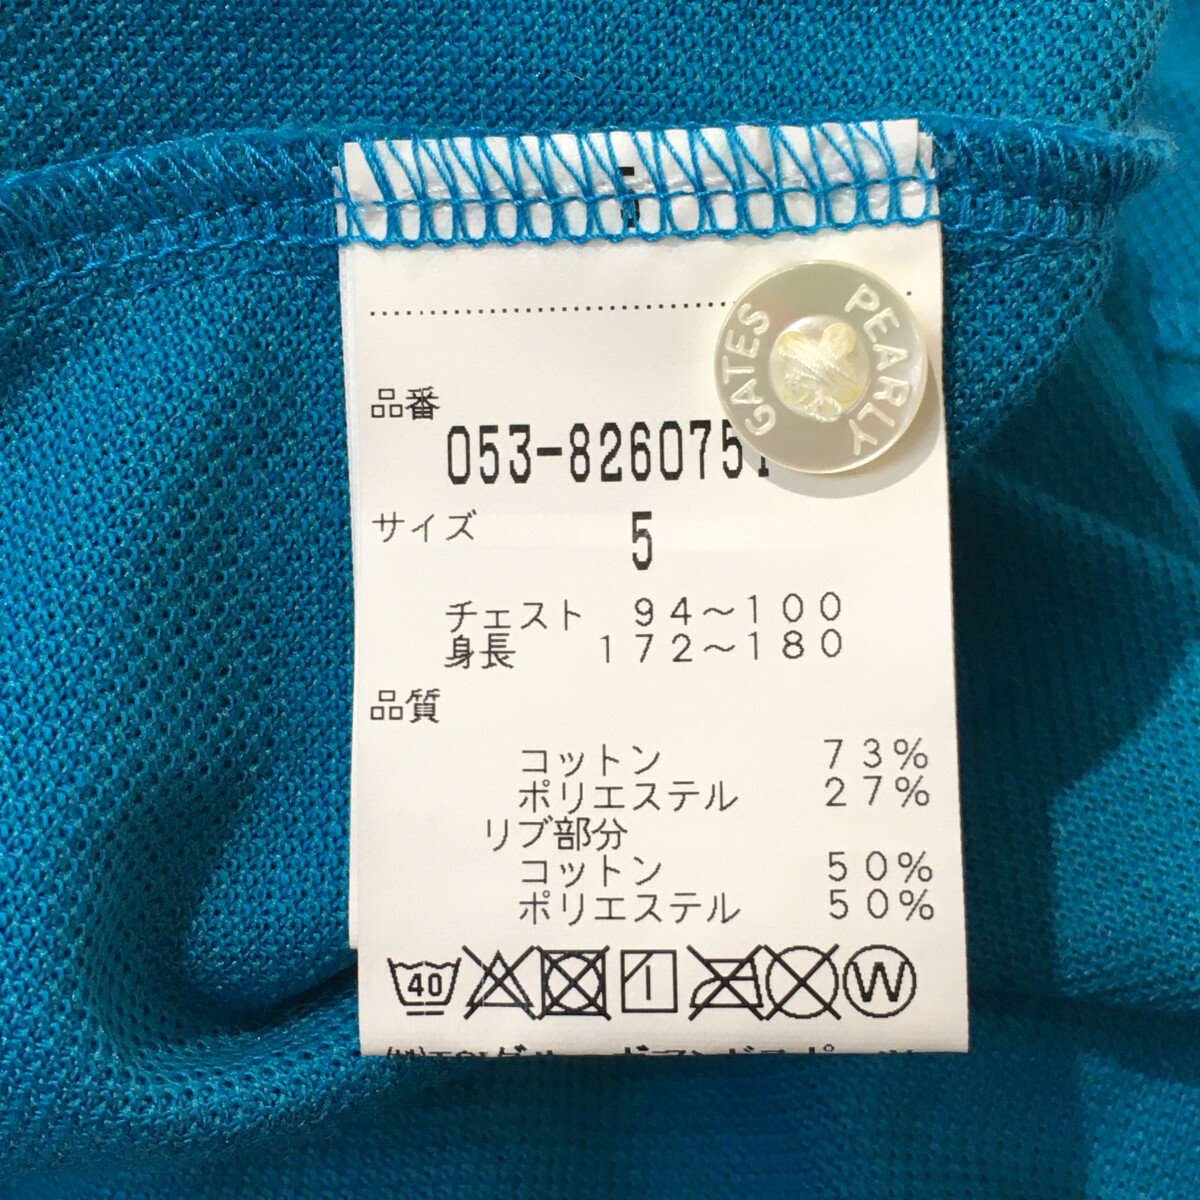 PEARLY GATES
品番
053-8260751
サイズ 5
チェスト 94～100
身長 172～180
品質
コットン 73%
ポリエステル 27%
リブ部分
コットン 50%
ポリエステル 50%
40 W